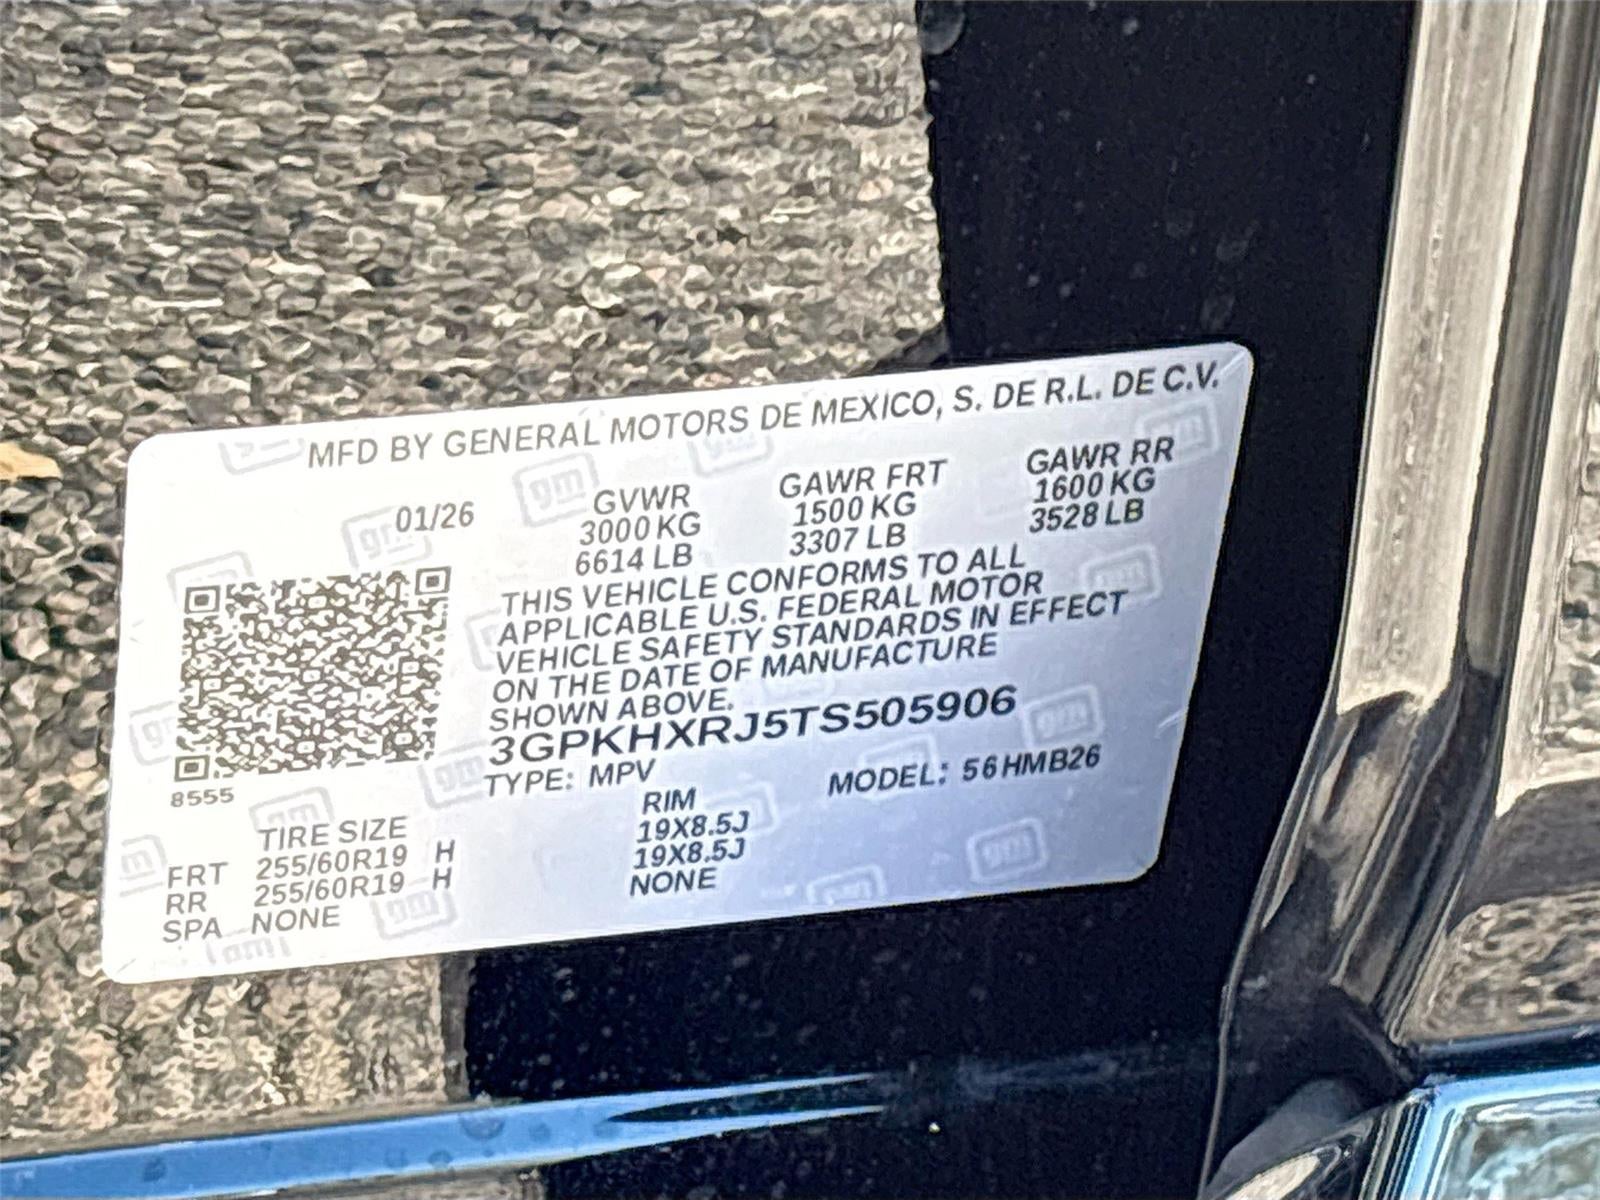 MFD BY GENERAL MOTORS DE MEXICO, S. DE R.L. DE C.V.
01/26 GVWR GAWR FRT GAWR RR
3000 KG 1500 KG 1600 KG
6614 LB 3307 LB 3528 LB
THIS VEHICLE CONFORMS TO ALL
APPLICABLE U.S. FEDERAL MOTOR
VEHICLE SAFETY STANDARDS IN EFFECT
ON THE DATE OF MANUFACTURE
SHOWN ABOVE.
3GPKHXRJ5TS505906
8555 TYPE: MPV MODEL: 56HMB26
TIRE SIZE RIM
FRT 255/60R19 H 19X8.5J
RR 255/60R19 H 19X8.5J
SPA NONE NONE